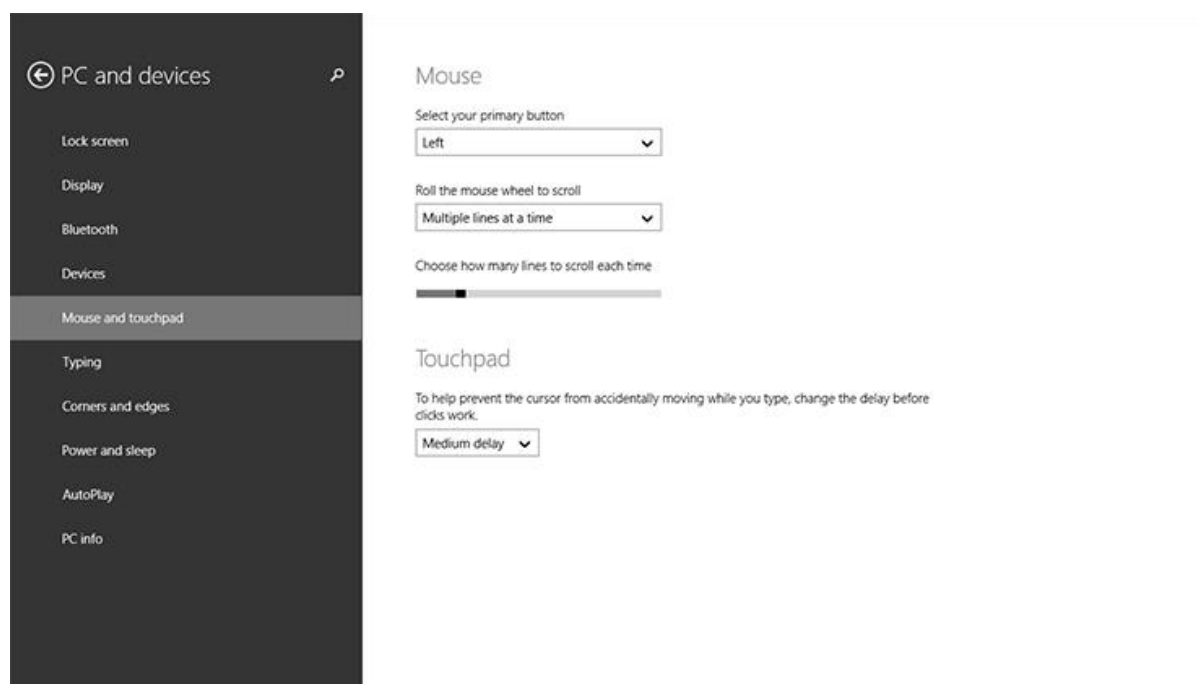 PC and devices
Lock screen
Display
Bluetooth
Devices
Mouse and touchpad
Typing
Corners and edges
Power and sleep
AutoPlay
PC info
Mouse
Select your primary button
Left
Roll the mouse wheel to scroll
Multiple lines at a time
Choose how many lines to scroll each time
Touchpad
To help prevent the cursor from accidentally moving while you type, change the delay before
clicks work.
Medium delay